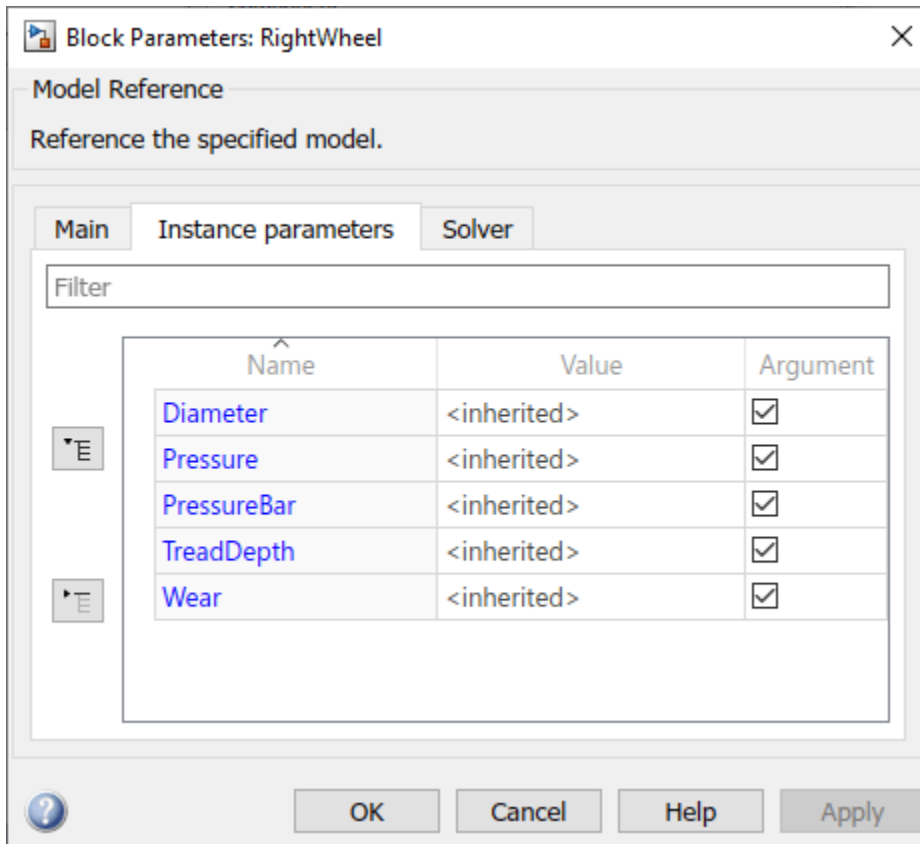 Block Parameters: RightWheel
Model Reference
Reference the specified model.
Main Instance parameters Solver
Filter
Name Value Argument
Diameter <inherited>
Pressure <inherited>
PressureBar <inherited>
TreadDepth <inherited>
Wear <inherited>
OK Cancel Help Apply